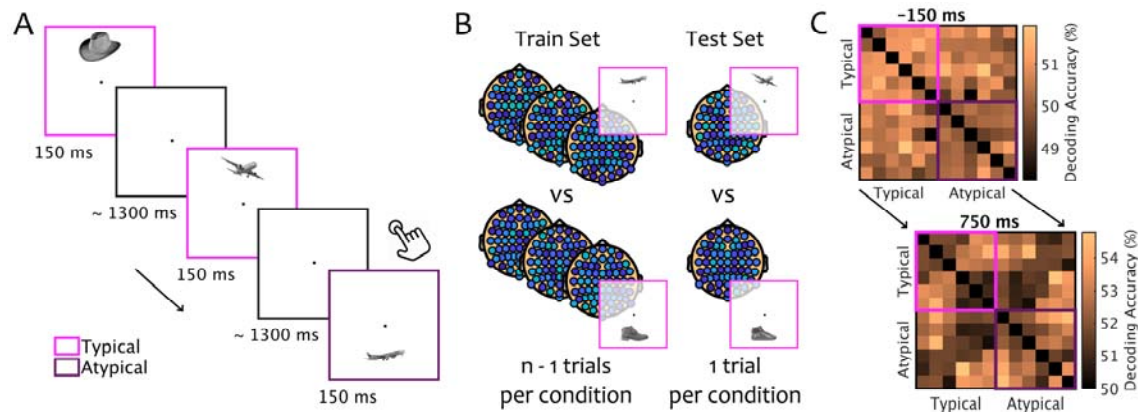 A
150 ms
~ 1300 ms
150 ms
~ 1300 ms
150 ms
Typical
Atypical
B
Train Set
Test Set
vs
vs
n - 1 trials
per condition
1 trial
per condition
C
-150 ms
Typical
Atypical
Typical
Atypical
51
50
49
Decoding Accuracy (%)
750 ms
Typical
Atypical
Typical
Atypical
54
53
52
51
50
Decoding Accuracy (%)